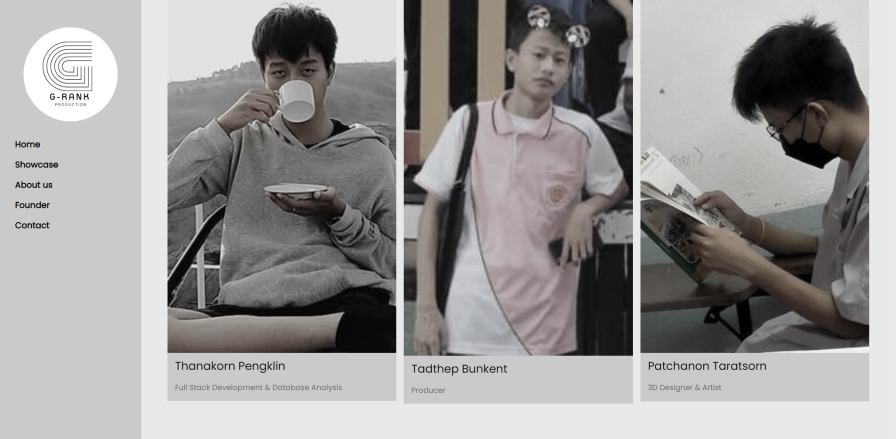 G-RANK
PRODUCTION
Home
Showcase
About us
Founder
Contact
Thanakorn Pengklin
Full Stack Development & Database Analysis
Tadthep Bunkent
Producer
Patchanon Taratsorn
3D Designer & Artist